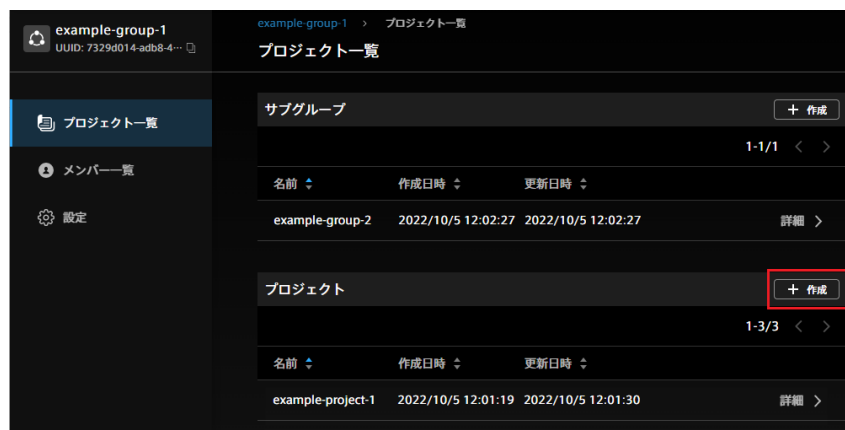 example-group-1
UUID: 7329d014-adb8-4…
プロジェクト一覧
メンバー一覧
設定
example-group-1 › プロジェクト一覧
プロジェクト一覧
サブグループ
+ 作成
1-1/1 < >
名前 作成日時 更新日時
example-group-2 2022/10/5 12:02:27 2022/10/5 12:02:27 詳細 >
プロジェクト
+ 作成
1-3/3 < >
名前 作成日時 更新日時
example-project-1 2022/10/5 12:01:19 2022/10/5 12:01:30 詳細 >